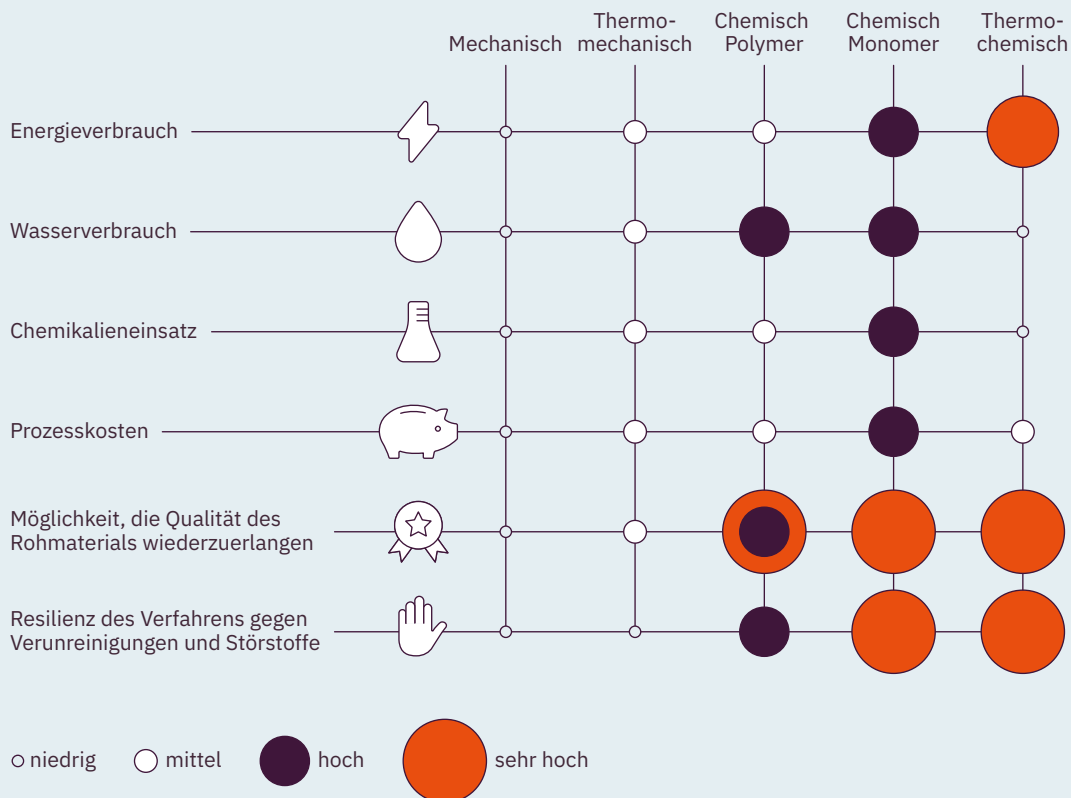 Mechanisch
Thermo-
mechanisch
Chemisch
Polymer
Chemisch
Monomer
Thermo-
chemisch
Energieverbrauch
Wasserverbrauch
Chemikalieneinsatz
Prozesskosten
Möglichkeit, die Qualität des
Rohmaterials wiederzuerlangen
Resilienz des Verfahrens gegen
Verunreinigungen und Störstoffe
niedrig
mittel
hoch
sehr hoch